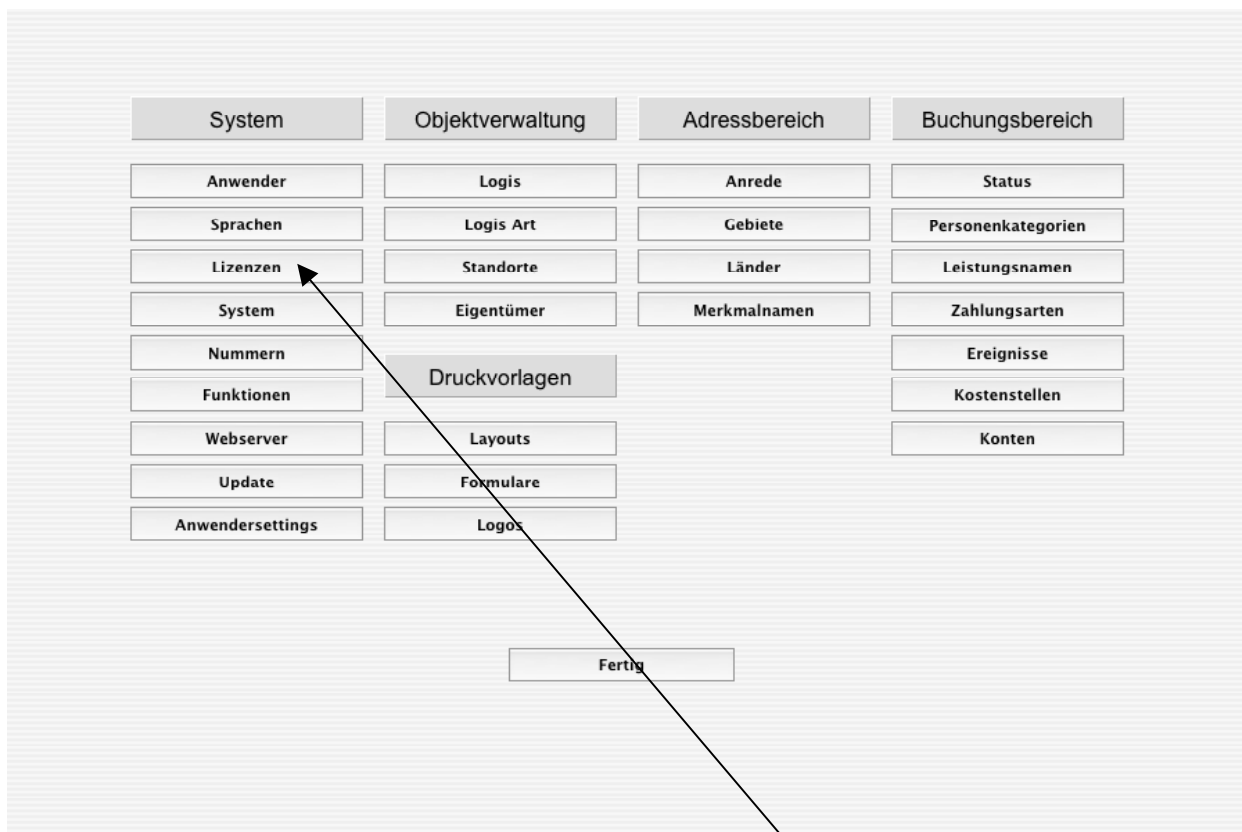 System
Anwender
Sprachen
Lizenzen
System
Nummern
Funktionen
Webserver
Update
Anwendersettings
Objektverwaltung
Logis
Logis Art
Standorte
Eigentümer
Druckvorlagen
Layouts
Formulare
Logos
Adressbereich
Anrede
Gebiete
Länder
Merkmalnamen
Buchungsbereich
Status
Personenkategorien
Leistungsnamen
Zahlungsarten
Ereignisse
Kostenstellen
Konten
Fertig